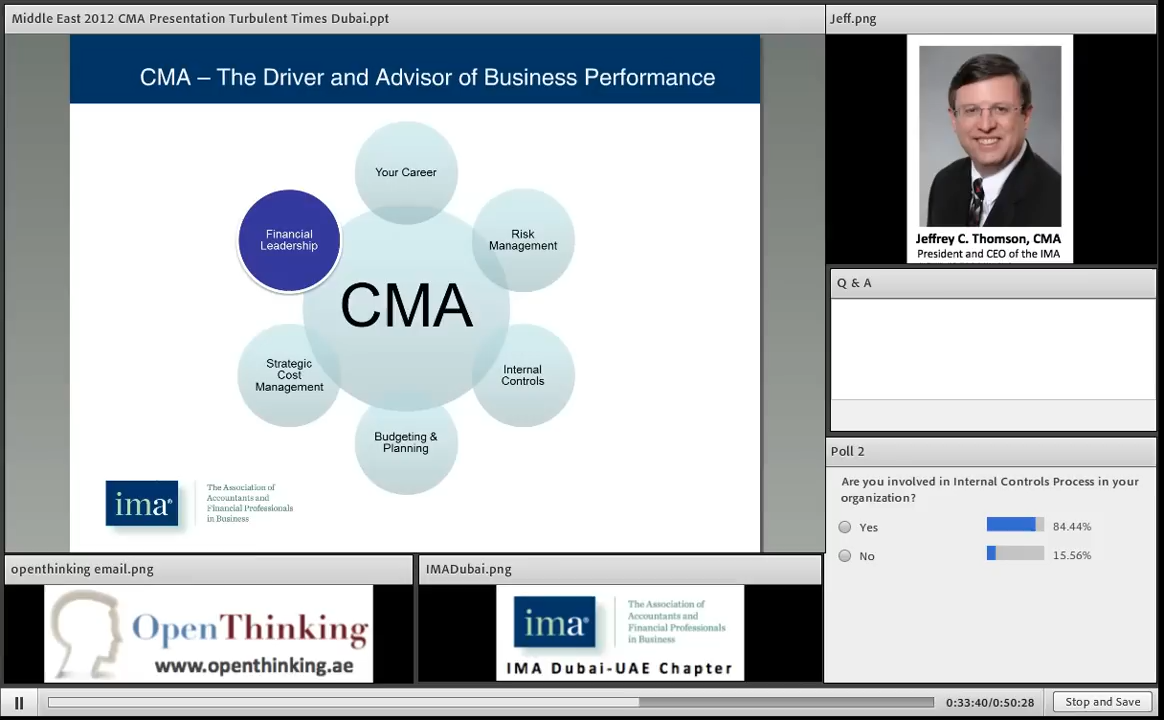 Middle East 2012 CMA Presentation Turbulent Times Dubai.ppt
CMA – The Driver and Advisor of Business Performance
Your Career
Financial
Leadership
Risk
Management
CMA
Strategic
Cost
Management
Internal
Controls
Budgeting &
Planning
ima®
The Association of
Accountants and
Financial Professionals
in Business
Jeff.png
Jeffrey C. Thomson, CMA
President and CEO of the IMA
Q & A
Poll 2
Are you involved in Internal Controls Process in your
organization?
Yes 84.44%
No 15.56%
openthinking email.png
OpenThinking
www.openthinking.ae
IMADubai.png
ima®
The Association of
Accountants and
Financial Professionals
in Business
IMA Dubai-UAE Chapter
0:33:40/0:50:28
Stop and Save